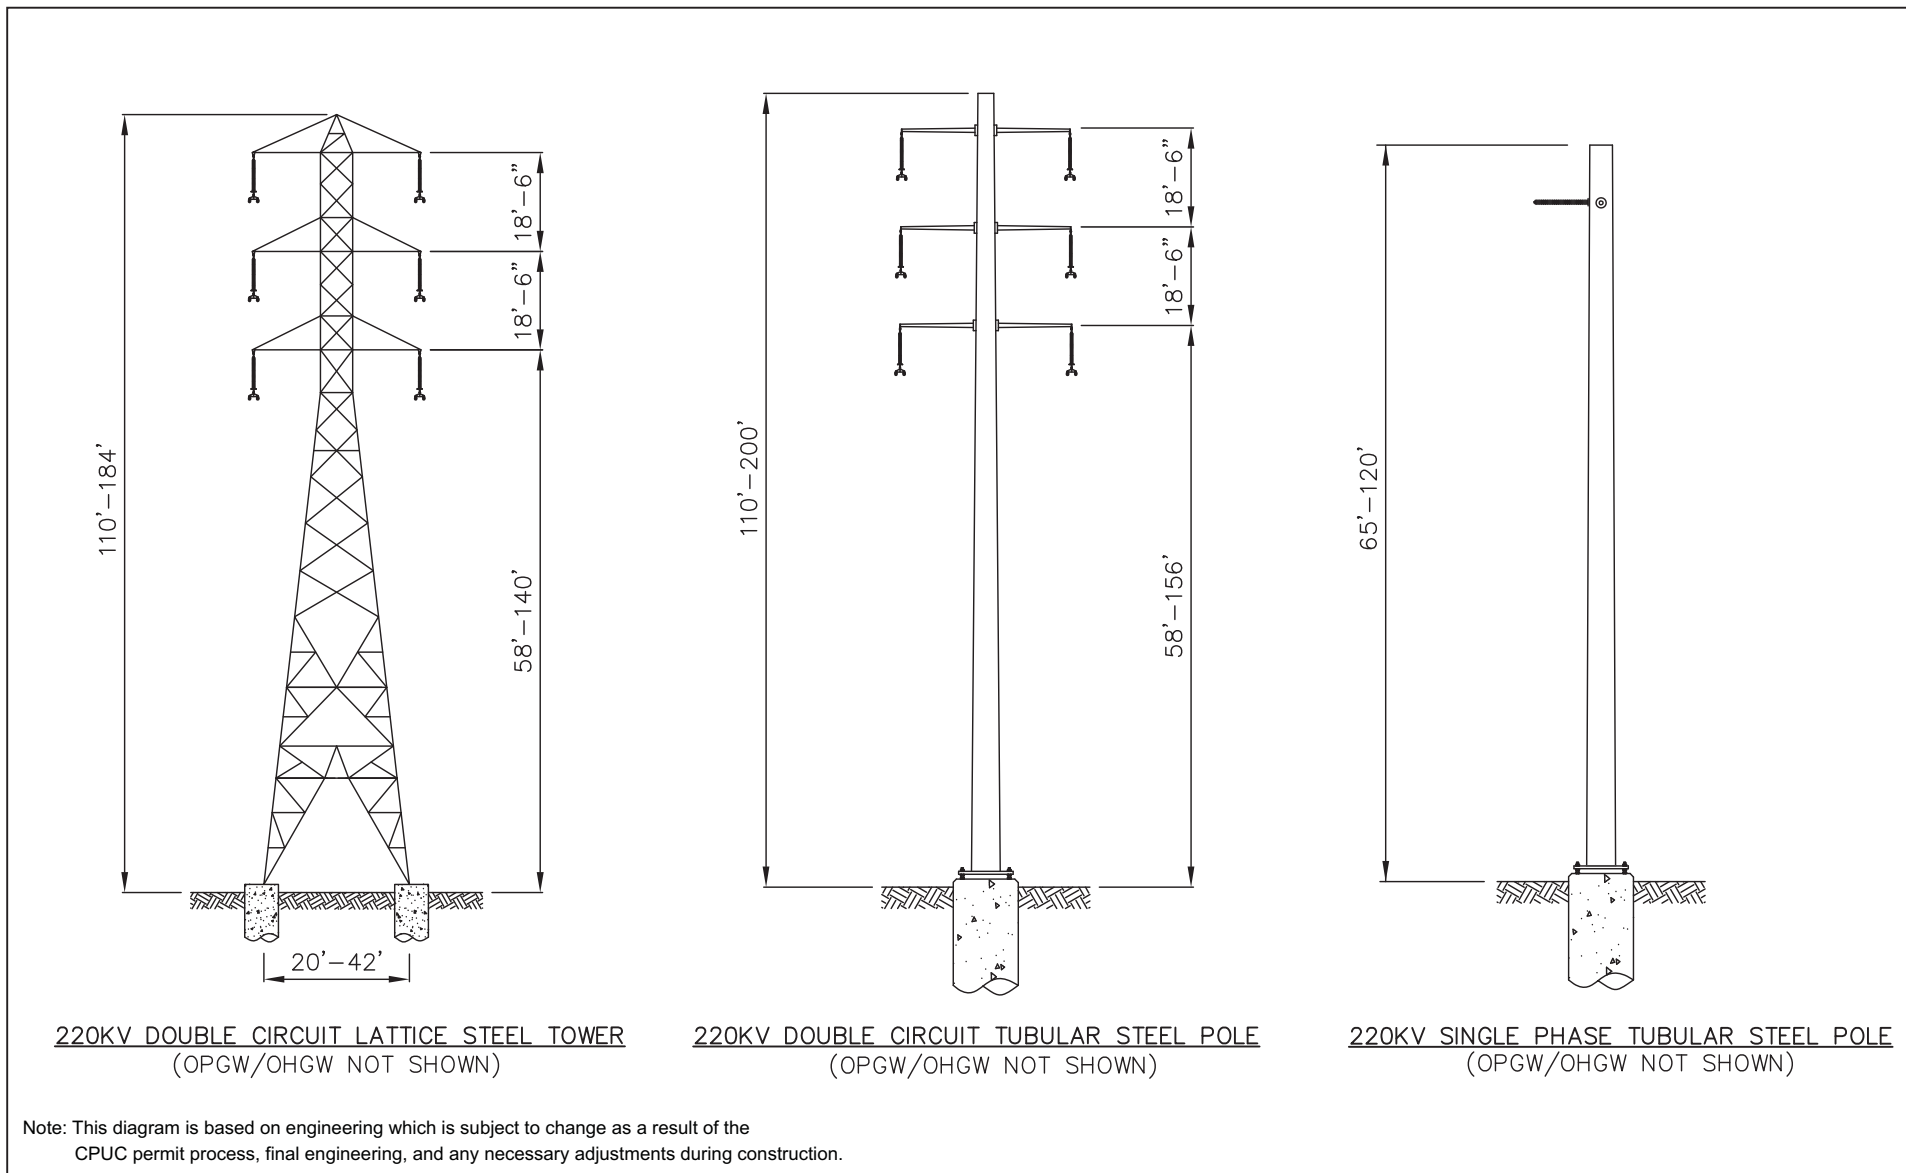 110'-184'
18'-6"
18'-6"
58'-140'
20'-42'
220KV DOUBLE CIRCUIT LATTICE STEEL TOWER
(OPGW/OHGW NOT SHOWN)
110'-200'
18'-6"
18'-6"
58'-156'
220KV DOUBLE CIRCUIT TUBULAR STEEL POLE
(OPGW/OHGW NOT SHOWN)
65'-120'
220KV SINGLE PHASE TUBULAR STEEL POLE
(OPGW/OHGW NOT SHOWN)
Note: This diagram is based on engineering which is subject to change as a result of the
CPUC permit process, final engineering, and any necessary adjustments during construction.